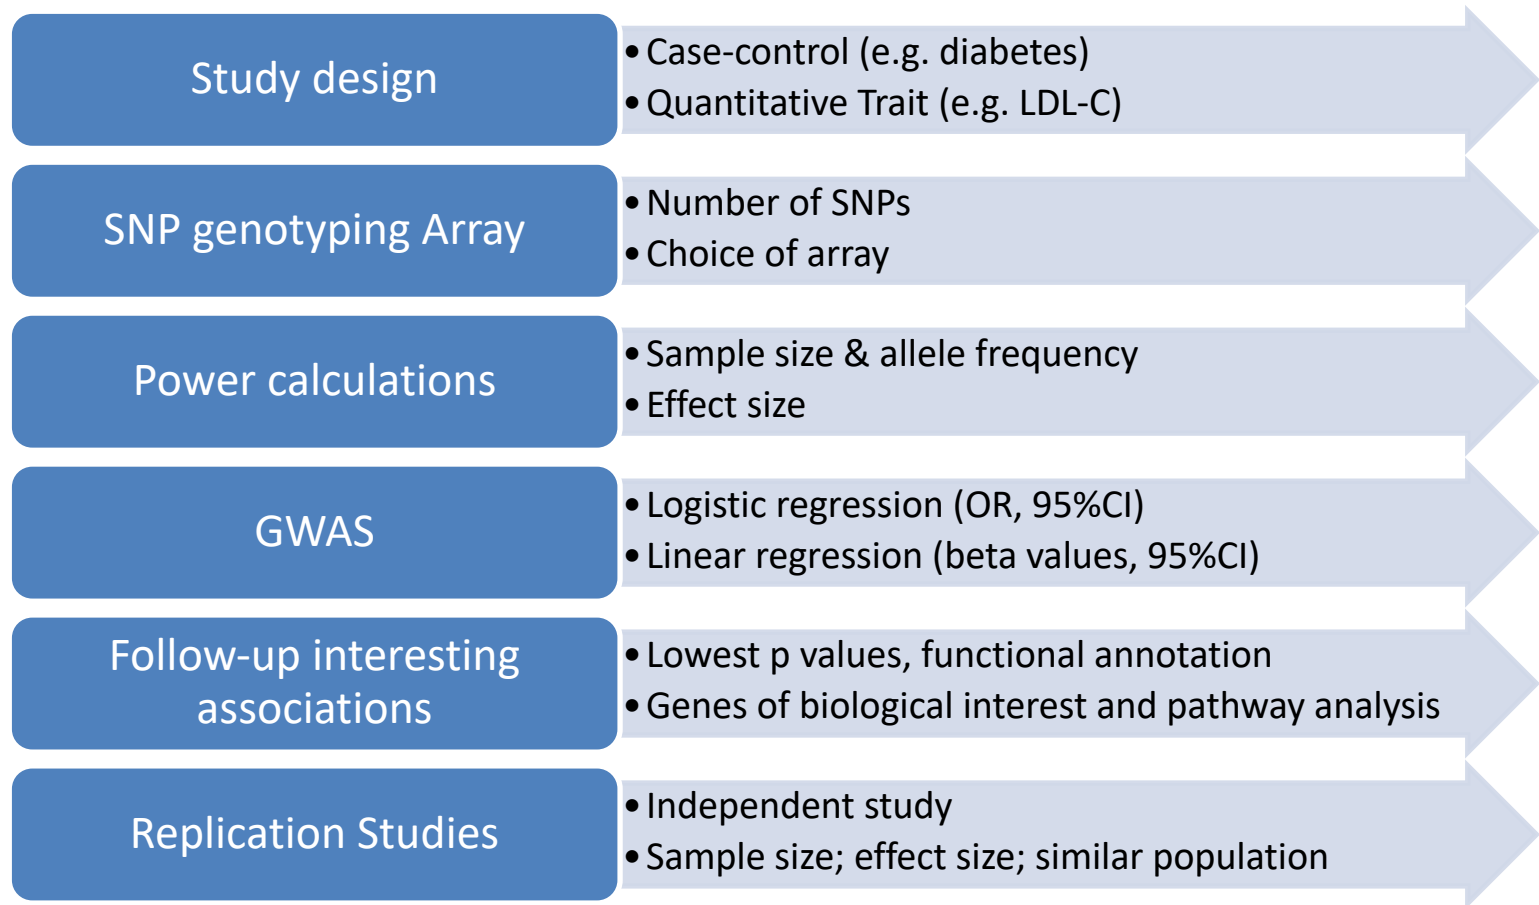 Study design
• Case-control (e.g. diabetes)
• Quantitative Trait (e.g. LDL-C)
SNP genotyping Array
• Number of SNPs
• Choice of array
Power calculations
• Sample size & allele frequency
• Effect size
GWAS
• Logistic regression (OR, 95%CI)
• Linear regression (beta values, 95%CI)
Follow-up interesting
associations
• Lowest p values, functional annotation
• Genes of biological interest and pathway analysis
Replication Studies
• Independent study
• Sample size; effect size; similar population